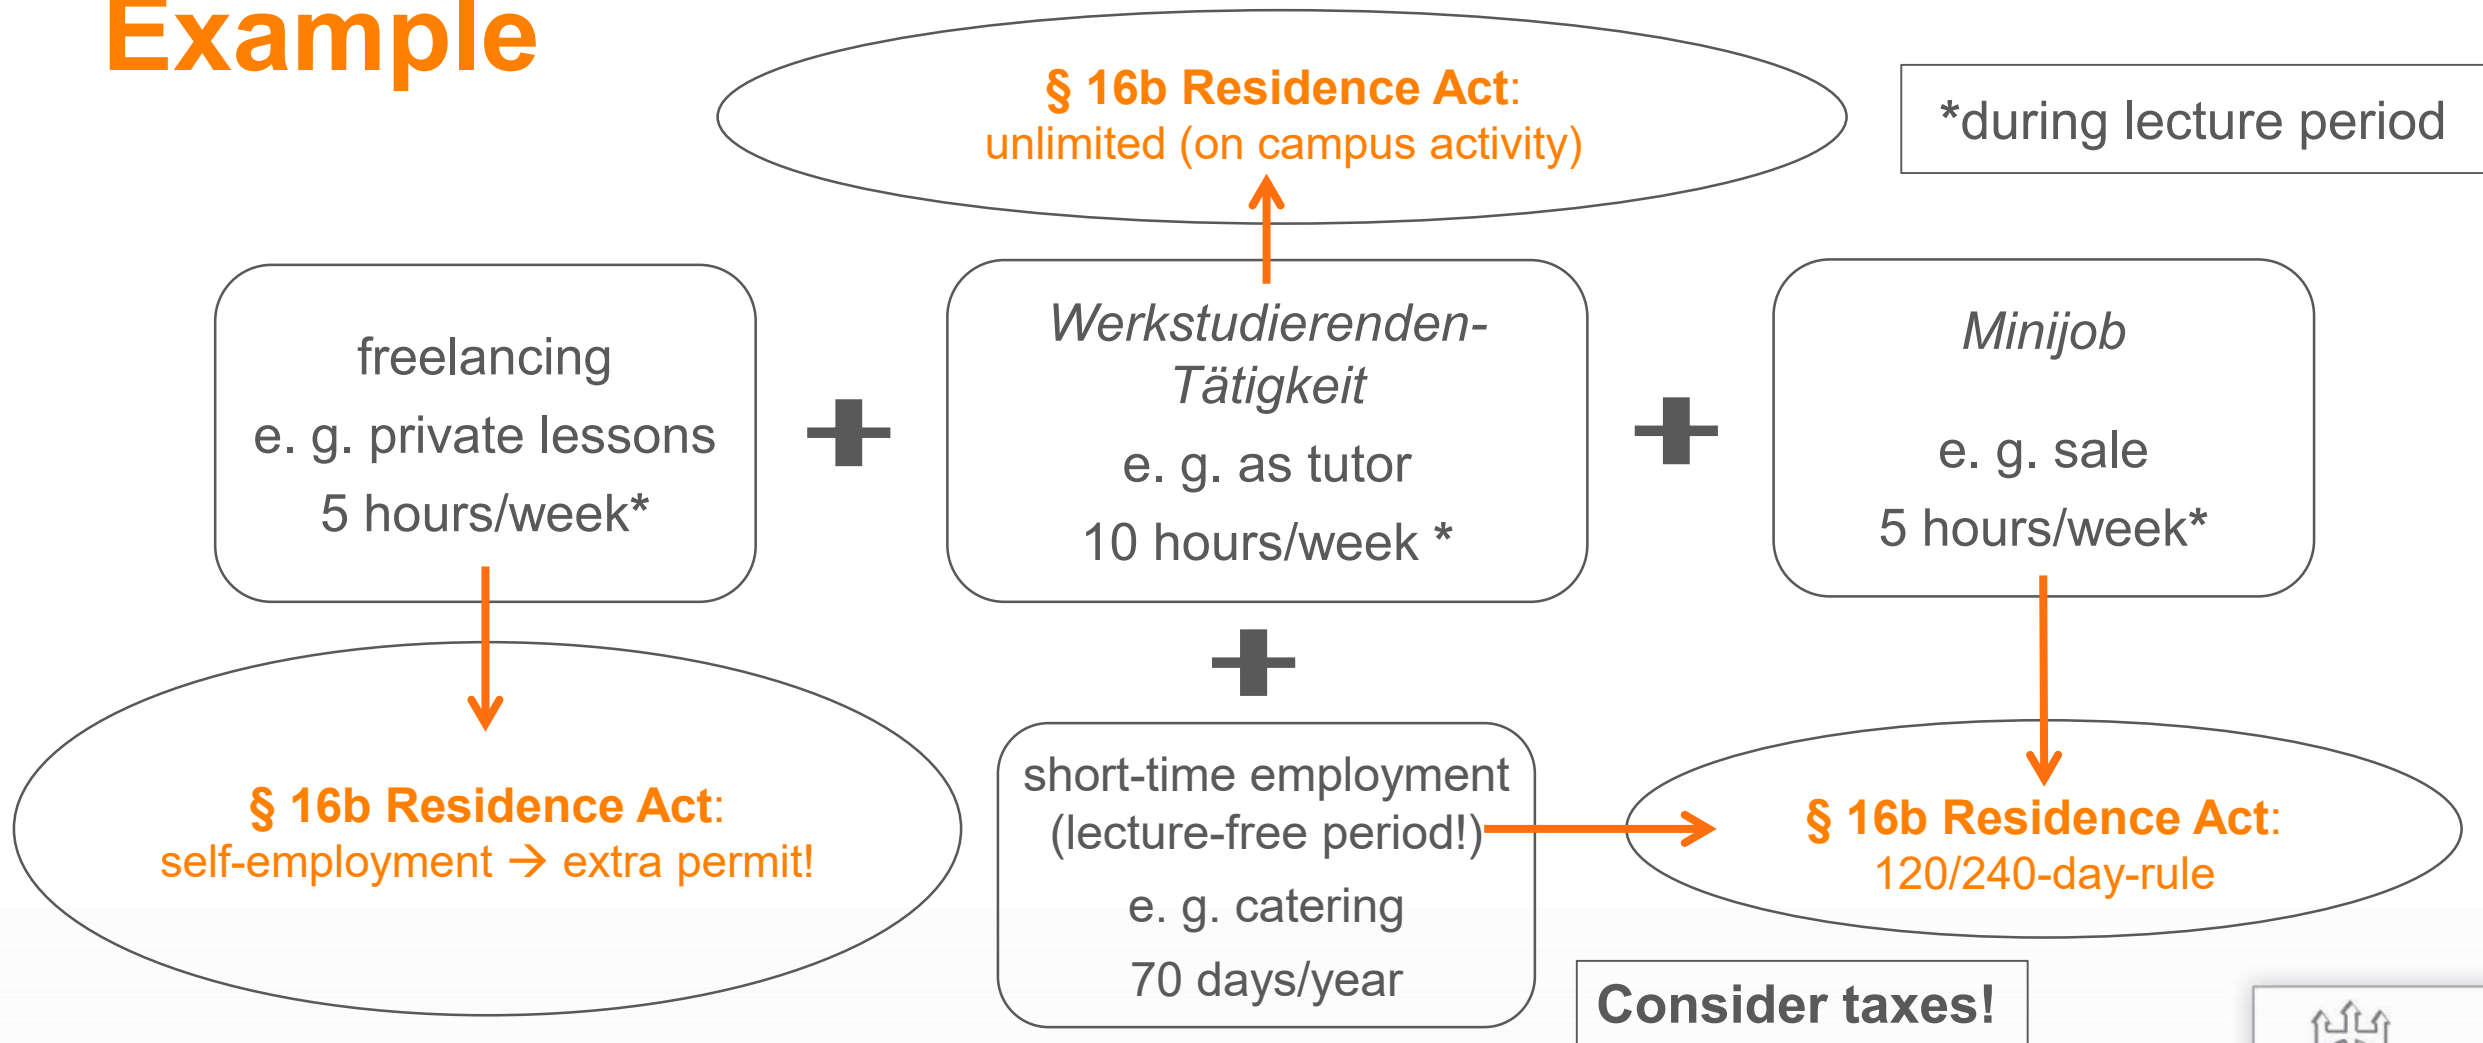 Example
§ 16b Residence Act:
unlimited (on campus activity)
*during lecture period
freelancing
e. g. private lessons
5 hours/week*
Werkstudierenden-
Tätigkeit
e. g. as tutor
10 hours/week *
Minijob
e. g. sale
5 hours/week*
§ 16b Residence Act:
self-employment → extra permit!
short-time employment
(lecture-free period!)
e. g. catering
70 days/year
§ 16b Residence Act:
120/240-day-rule
Consider taxes!